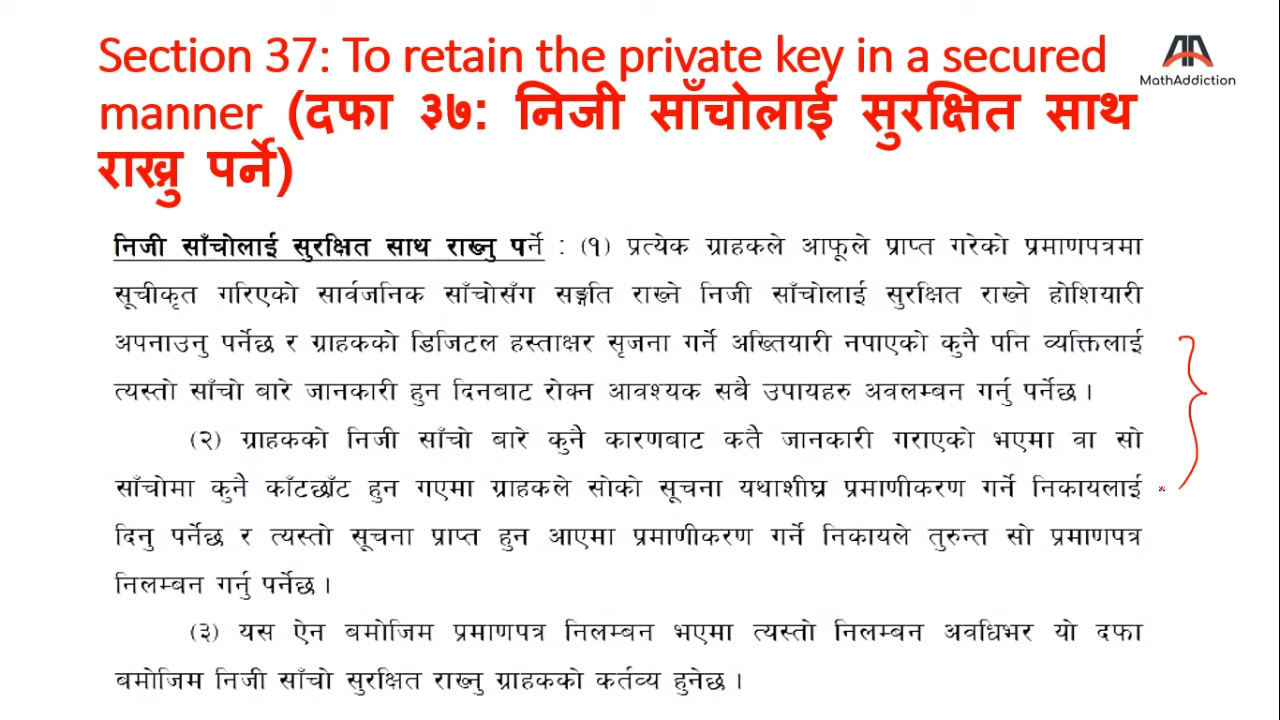 Section 37: To retain the private key in a secured
manner (दफा ३७: निजी साँचोलाई सुरक्षित साथ
राख्नु पर्ने)
MathAddiction
निजी साँचोलाई सुरक्षित साथ राख्नु पर्ने : (१) प्रत्येक ग्राहकले आफूले प्राप्त गरेको प्रमाणपत्रमा
सूचीकृत गरिएको सार्वजनिक साँचोसँग सङ्गति राख्ने निजी साँचोलाई सुरक्षित राख्ने होशियारी
अपनाउनु पर्नेछ र ग्राहकको डिजिटल हस्ताक्षर सृजना गर्ने अख्तियारी नपाएको कुनै पनि व्यक्तिलाई
त्यस्तो साँचो बारे जानकारी हुन दिनबाट रोक्न आवश्यक सबै उपायहरु अवलम्बन गर्नु पर्नेछ ।
(२) ग्राहकको निजी साँचो बारे कुनै कारणबाट कतै जानकारी गराएको भएमा वा सो
साँचोमा कुनै काँटछाँट हुन गएमा ग्राहकले सोको सूचना यथाशीघ्र प्रमाणीकरण गर्ने निकायलाई
दिनु पर्नेछ र त्यस्तो सूचना प्राप्त हुन आएमा प्रमाणीकरण गर्ने निकायले तुरुन्त सो प्रमाणपत्र
निलम्बन गर्नु पर्नेछ ।
(३) यस ऐन बमोजिम प्रमाणपत्र निलम्बन भएमा त्यस्तो निलम्बन अवधिभर यो दफा
बमोजिम निजी साँचो सुरक्षित राख्नु ग्राहकको कर्तव्य हुनेछ ।